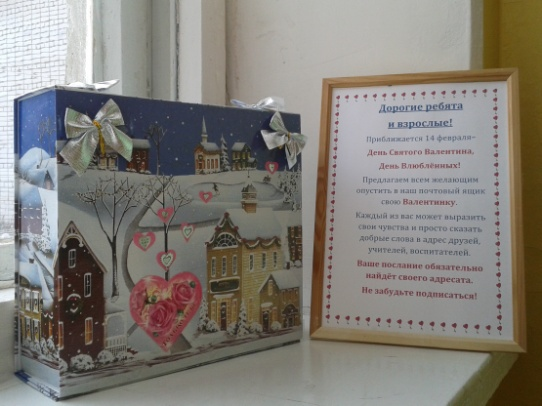 Дорогие ребята
и взрослые!
Приближается 14 февраля-
День Святого Валентина,
День Влюблённых!
Предлагаем всем желающим
опустить в наш почтовый ящик
свою Валентинку.
Каждый из вас может выразить
свои чувства и просто сказать
добрые слова в адрес друзей,
учителей, воспитателей.
Ваше послание обязательно
найдёт своего адресата.
Не забудьте подписаться!